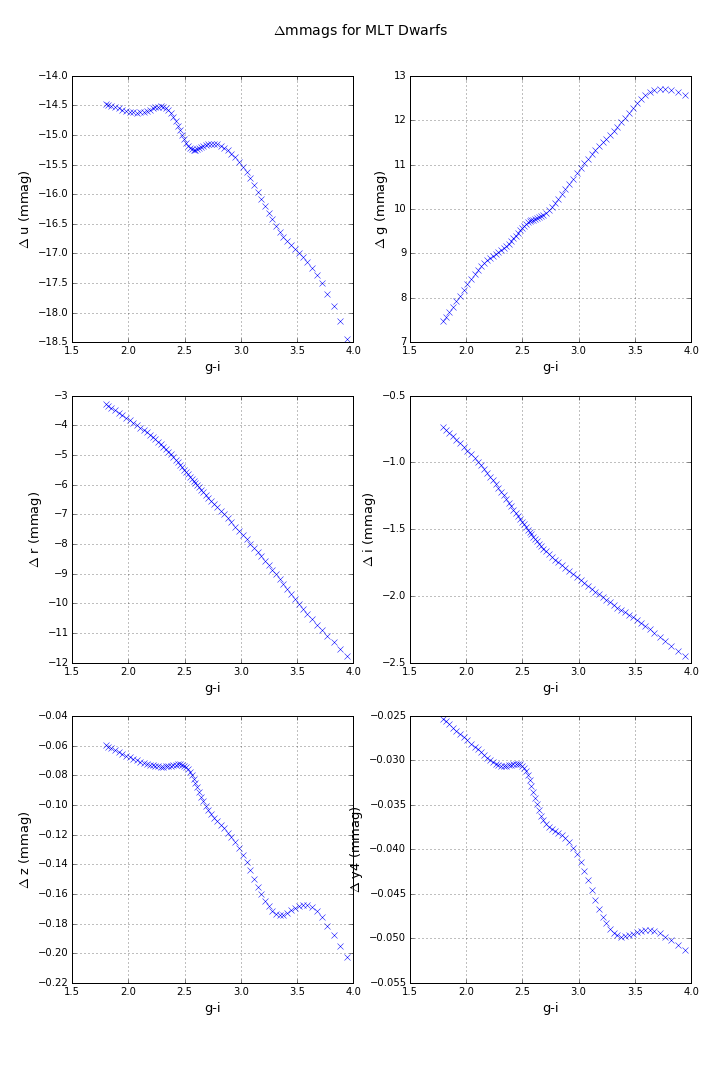 Δmmags for MLT Dwarfs
−14.0
−14.5
−15.0
−15.5
−16.0
−16.5
−17.0
−17.5
−18.0
−18.5
Δ u (mmag)
1.5 2.0 2.5 3.0 3.5 4.0
g-i
13
12
11
10
9
8
7
Δ g (mmag)
1.5 2.0 2.5 3.0 3.5 4.0
g-i
−3
−4
−5
−6
−7
−8
−9
−10
−11
−12
Δ r (mmag)
1.5 2.0 2.5 3.0 3.5 4.0
g-i
−0.5
−1.0
−1.5
−2.0
−2.5
Δ i (mmag)
1.5 2.0 2.5 3.0 3.5 4.0
g-i
−0.04
−0.06
−0.08
−0.10
−0.12
−0.14
−0.16
−0.18
−0.20
−0.22
Δ z (mmag)
1.5 2.0 2.5 3.0 3.5 4.0
g-i
−0.025
−0.030
−0.035
−0.040
−0.045
−0.050
−0.055
Δ y4 (mmag)
1.5 2.0 2.5 3.0 3.5 4.0
g-i